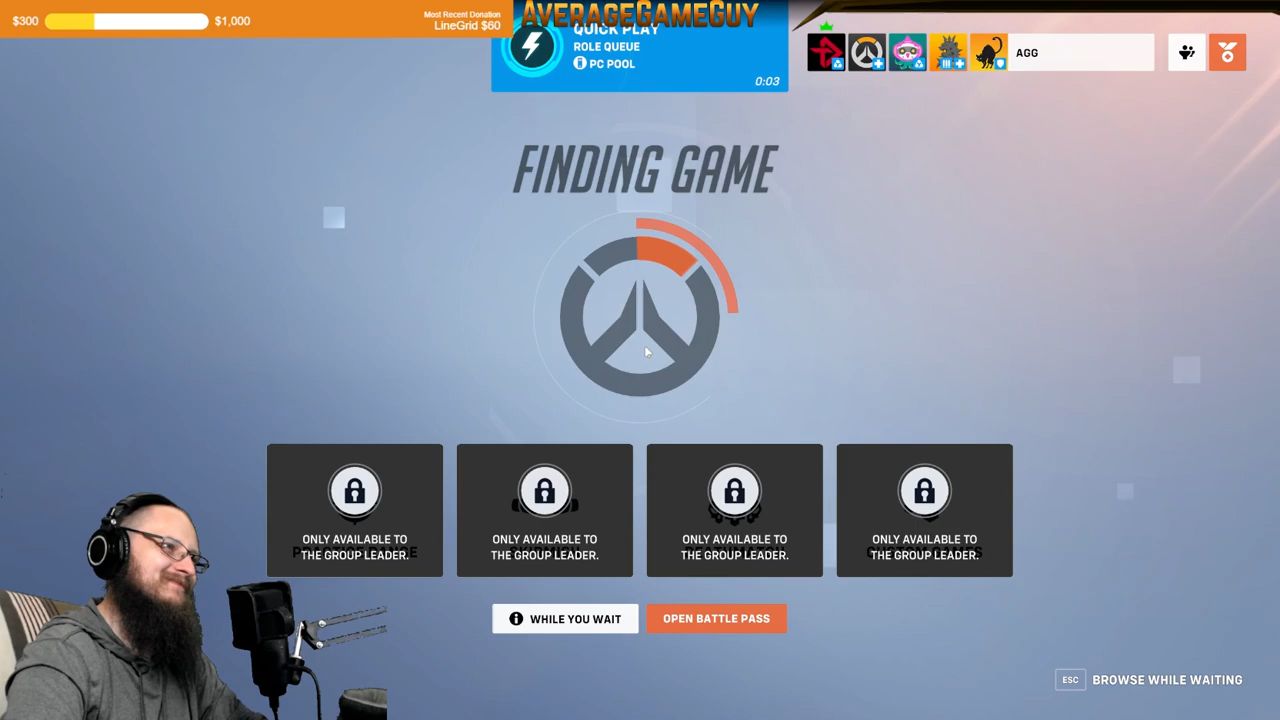 $300
$1,000
Most Recent Donation
LineGrid $60
AVERAGEGAMEGUY
QUICK PLAY
ROLE QUEUE
PC POOL
0:03
AGG
FINDING GAME
ONLY AVAILABLE TO
THE GROUP LEADER.
ONLY AVAILABLE TO
THE GROUP LEADER.
ONLY AVAILABLE TO
THE GROUP LEADER.
ONLY AVAILABLE TO
THE GROUP LEADER.
WHILE YOU WAIT
OPEN BATTLE PASS
ESC BROWSE WHILE WAITING